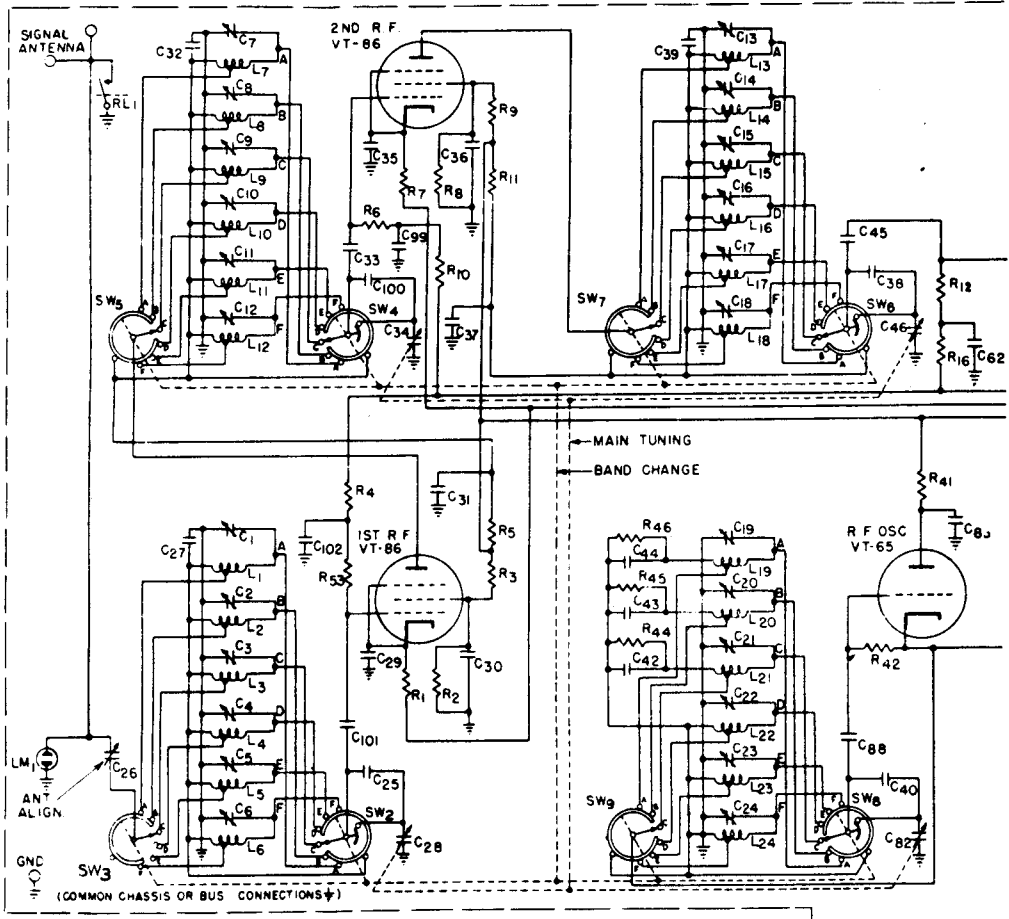 SIGNAL
ANTENNA
RL1
C32
C7
A
L7
C8
B
L8
C9
C
L9
C10
D
L10
C11
E
L11
C12
F
L12
SW5
A
B
C
D
E
F
SW4
F
E
D
C
B
A
2ND R.F.
VT-86
C35
R7
R8
C36
R9
R11
R6
C33
C99
C100
R10
C34
C37
C39
C13
A
L13
C14
B
L14
C15
C
L15
C16
D
L16
C17
E
L17
C18
F
L18
SW7
A
B
C
D
E
F
SW6
F
E
D
C
B
A
C45
C38
C46
R12
R16
C62
MAIN TUNING
BAND CHANGE
R4
C31
R5
R3
C102
R53
1ST R F
VT-86
C29
R1
R2
C30
C101
C25
C28
C27
C1
A
L1
C2
B
L2
C3
C
L3
C4
D
L4
C5
E
L5
C6
F
L6
LM1
C26
ANT
ALIGN.
SW3
A
B
C
SW2
F
E
D
C
B
A
GND
(COMMON CHASSIS OR BUS CONNECTIONS)
R46
C44
R45
C43
R44
C42
C19
A
L19
C20
B
L20
C21
C
L21
C22
D
L22
C23
E
L23
C24
F
L24
SW9
A
B
C
D
E
F
SW8
F
E
D
C
B
A
R41
R F OSC
VT-65
R42
C88
C40
C82